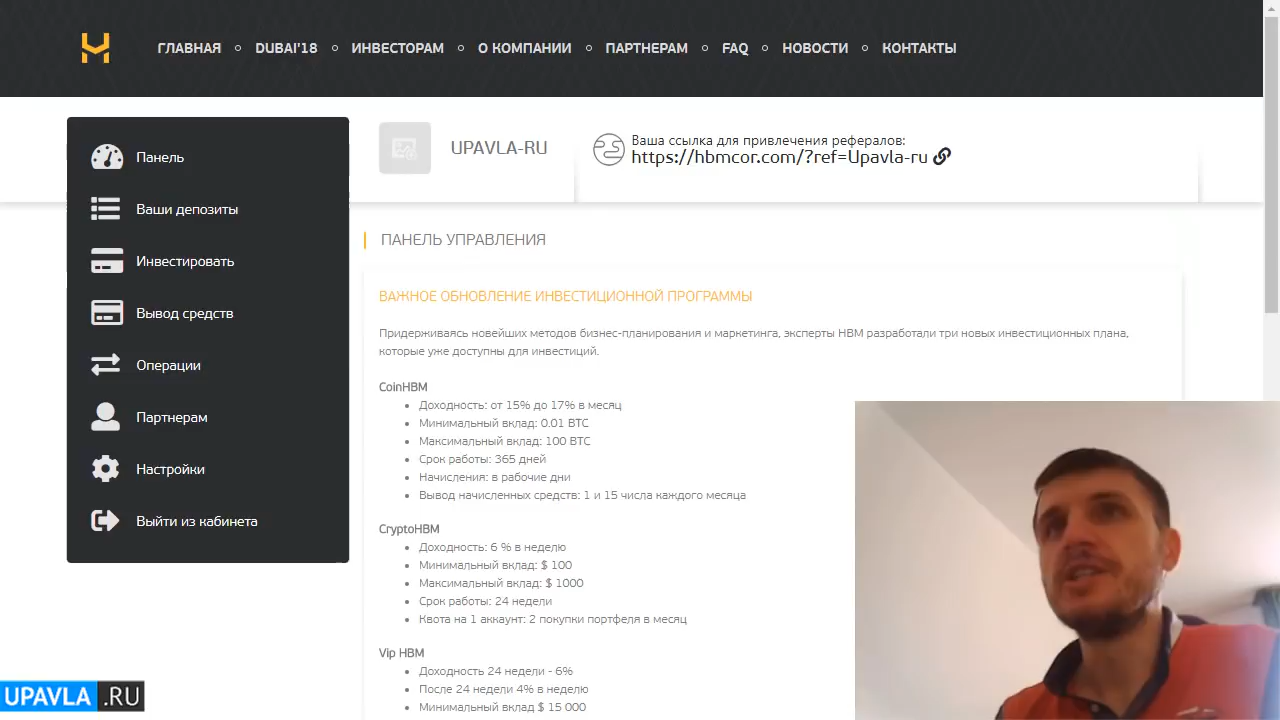 ГЛАВНАЯ
DUBAI'18
ИНВЕСТОРАМ
О КОМПАНИИ
ПАРТНЕРАМ
FAQ
НОВОСТИ
КОНТАКТЫ
Панель
Ваши депозиты
Инвестировать
Вывод средств
Операции
Партнерам
Настройки
Выйти из кабинета
UPAVLA-RU
Ваша ссылка для привлечения рефералов:
https://hbmcor.com/?ref=Upavla-ru
ПАНЕЛЬ УПРАВЛЕНИЯ
ВАЖНОЕ ОБНОВЛЕНИЕ ИНВЕСТИЦИОННОЙ ПРОГРАММЫ
Придерживаясь новейших методов бизнес-планирования и маркетинга, эксперты HBM разработали три новых инвестиционных плана,
которые уже доступны для инвестиций.
CoinHBM
Доходность: от 15% до 17% в месяц
Минимальный вклад: 0.01 BTC
Максимальный вклад: 100 BTC
Срок работы: 365 дней
Начисления: в рабочие дни
Вывод начисленных средств: 1 и 15 числа каждого месяца
CryptoHBM
Доходность: 6 % в неделю
Минимальный вклад: $ 100
Максимальный вклад: $ 1000
Срок работы: 24 недели
Квота на 1 аккаунт: 2 покупки портфеля в месяц
Vip HBM
Доходность 24 недели - 6%
После 24 недели 4% в неделю
Минимальный вклад $ 15 000
UPAVLA .RU